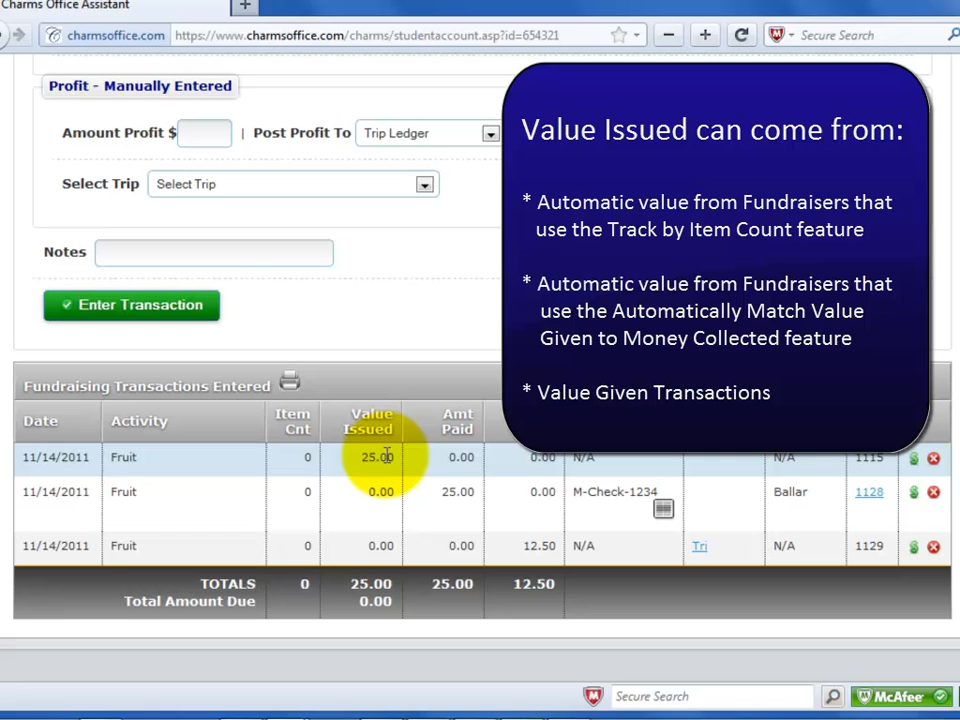 Charms Office Assistant
+
charmsoffice.com https://www.charmsoffice.com/charms/studentaccount.asp?id=654321 Secure Search
Profit - Manually Entered
Amount Profit $ | Post Profit To Trip Ledger
Select Trip Select Trip
Notes
Enter Transaction
Value Issued can come from:
* Automatic value from Fundraisers that
use the Track by Item Count feature
* Automatic value from Fundraisers that
use the Automatically Match Value
Given to Money Collected feature
* Value Given Transactions
Fundraising Transactions Entered
Date Activity Item Cnt Value Issued Amt Paid
11/14/2011 Fruit 0 25.00 0.00 0.00 N/A N/A 1115
11/14/2011 Fruit 0 0.00 25.00 0.00 M-Check-1234 Ballar 1128
11/14/2011 Fruit 0 0.00 0.00 12.50 N/A Tri N/A 1129
TOTALS 0 25.00 25.00 12.50
Total Amount Due 0.00
Secure Search McAfee